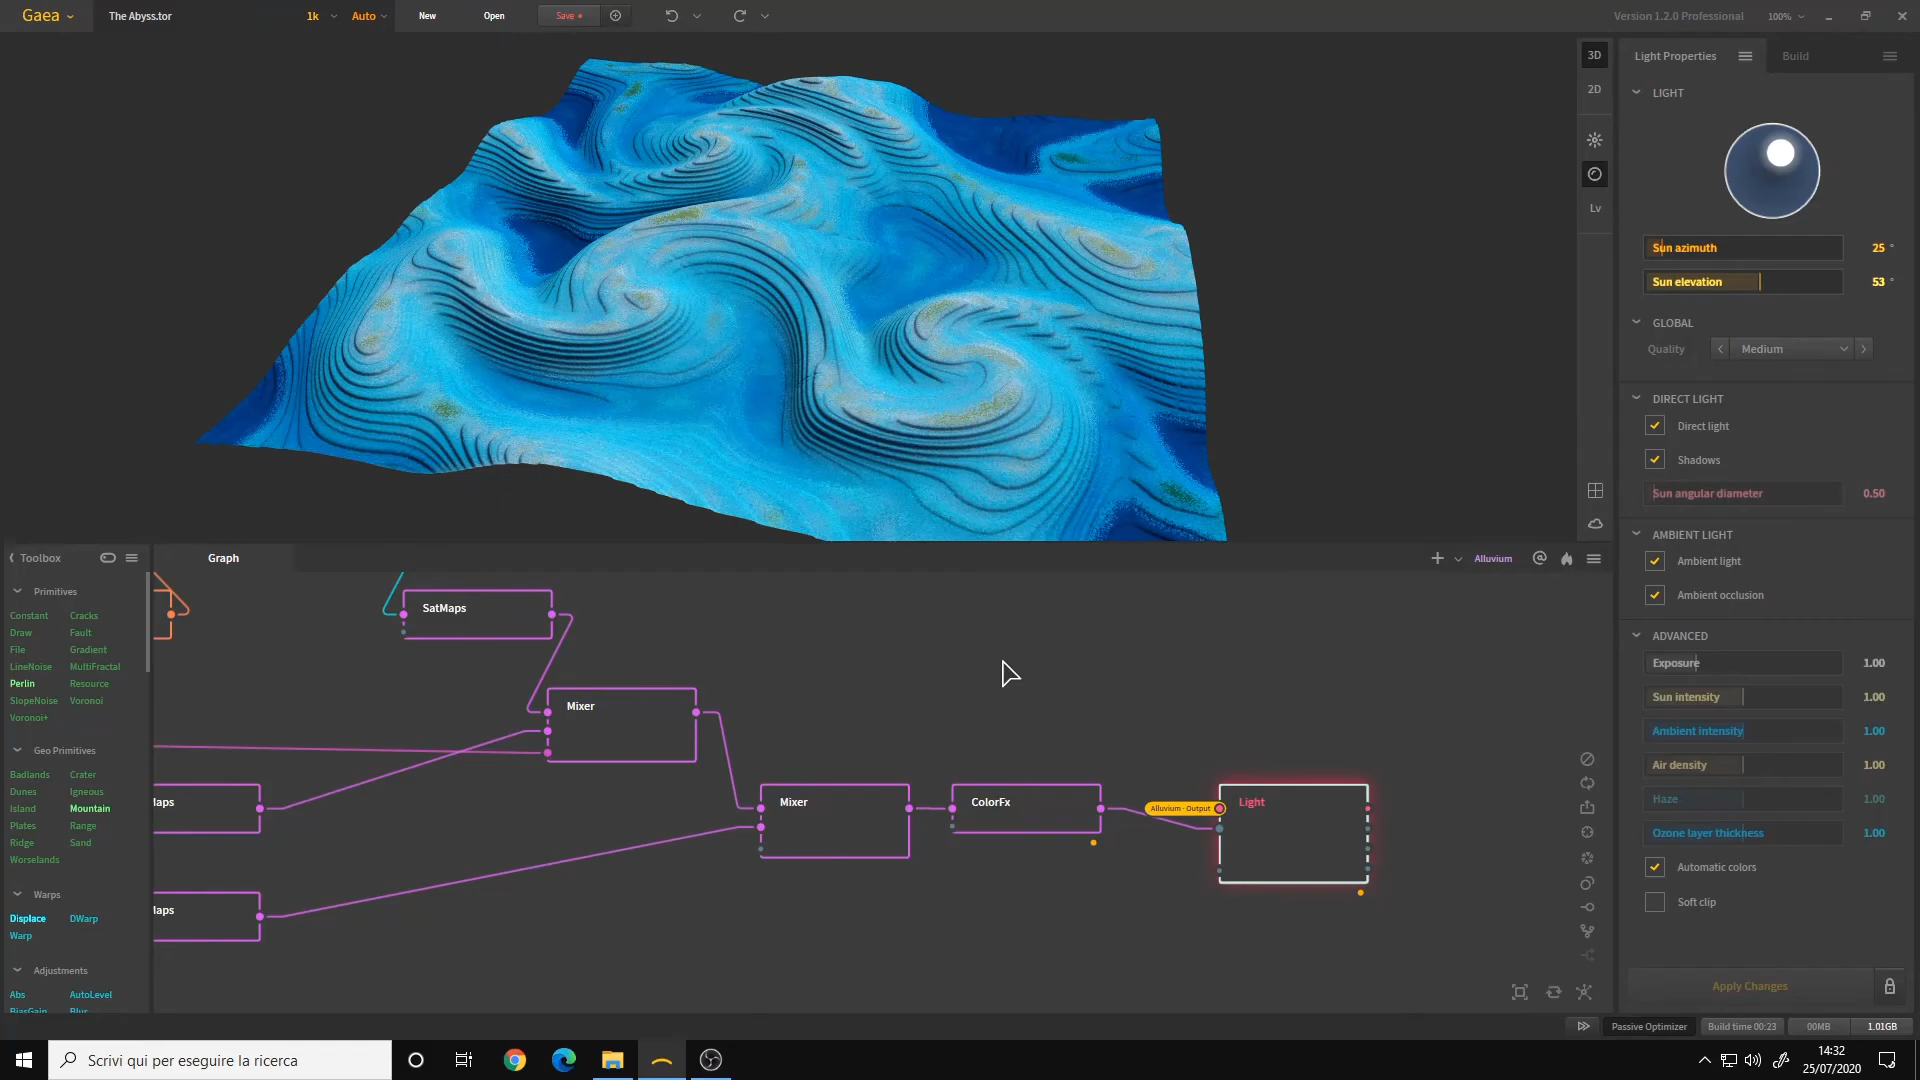 Gaea
The Abyss.tor
1k
Auto
New
Open
Save
Version 1.2.0 Professional
100%
3D
2D
Lv
Light Properties
Build
LIGHT
Sun azimuth 25 °
Sun elevation 53 °
GLOBAL
Quality Medium
DIRECT LIGHT
Direct light
Shadows
Sun angular diameter 0.50
AMBIENT LIGHT
Ambient light
Ambient occlusion
ADVANCED
Exposure 1.00
Sun intensity 1.00
Ambient intensity 1.00
Air density 1.00
Haze 1.00
Ozone layer thickness 1.00
Automatic colors
Soft clip
Apply Changes
Toolbox
Primitives
Constant Cracks
Draw Fault
File Gradient
LineNoise MultiFractal
Perlin Resource
SlopeNoise Voronoi
Voronoi+
Geo Primitives
Badlands Crater
Dunes Igneous
Island Mountain
Plates Range
Ridge Sand
Worselands
Warps
Displace DWarp
Warp
Adjustments
Abs AutoLevel
BiasGain Blur
Graph
Alluvium
SatMaps
Mixer
laps
Mixer
ColorFx
Alluvium - Output
Light
laps
Passive Optimizer
Build time 00:23
00MB
1.01GB
Scrivi qui per eseguire la ricerca
14:32
25/07/2020